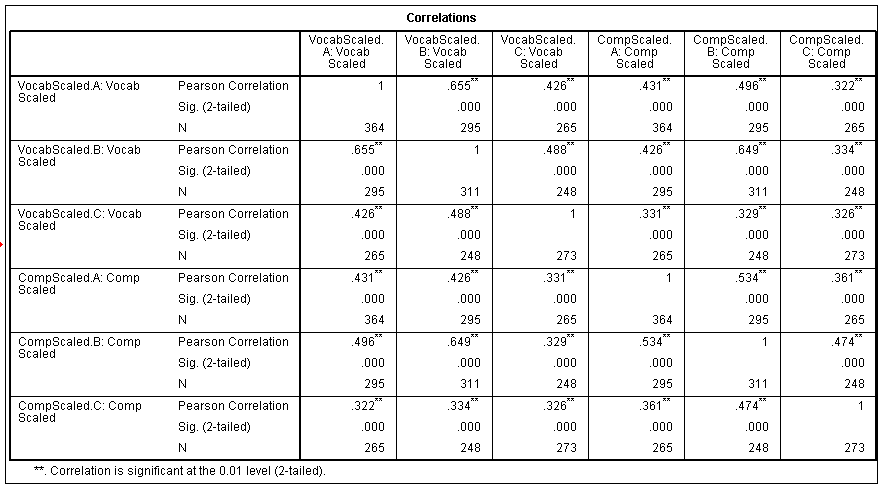 Correlations
VocabScaled.A: Vocab Scaled VocabScaled.B: Vocab Scaled VocabScaled.C: Vocab Scaled CompScaled.A: Comp Scaled CompScaled.B: Comp Scaled CompScaled.C: Comp Scaled
VocabScaled.A: Vocab Scaled Pearson Correlation 1 .655** .426** .431** .496** .322**
Sig. (2-tailed) .000 .000 .000 .000 .000
N 364 295 265 364 295 265
VocabScaled.B: Vocab Scaled Pearson Correlation .655** 1 .488** .426** .649** .334**
Sig. (2-tailed) .000 .000 .000 .000 .000
N 295 311 248 295 311 248
VocabScaled.C: Vocab Scaled Pearson Correlation .426** .488** 1 .331** .329** .326**
Sig. (2-tailed) .000 .000 .000 .000 .000
N 265 248 273 265 248 273
CompScaled.A: Comp Scaled Pearson Correlation .431** .426** .331** 1 .534** .361**
Sig. (2-tailed) .000 .000 .000 .000 .000
N 364 295 265 364 295 265
CompScaled.B: Comp Scaled Pearson Correlation .496** .649** .329** .534** 1 .474**
Sig. (2-tailed) .000 .000 .000 .000 .000
N 295 311 248 295 311 248
CompScaled.C: Comp Scaled Pearson Correlation .322** .334** .326** .361** .474** 1
Sig. (2-tailed) .000 .000 .000 .000 .000
N 265 248 273 265 248 273
**. Correlation is significant at the 0.01 level (2-tailed).